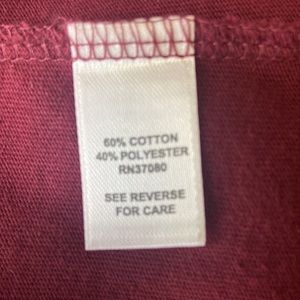 60% COTTON
40% POLYESTER
RN37080
SEE REVERSE
FOR CARE